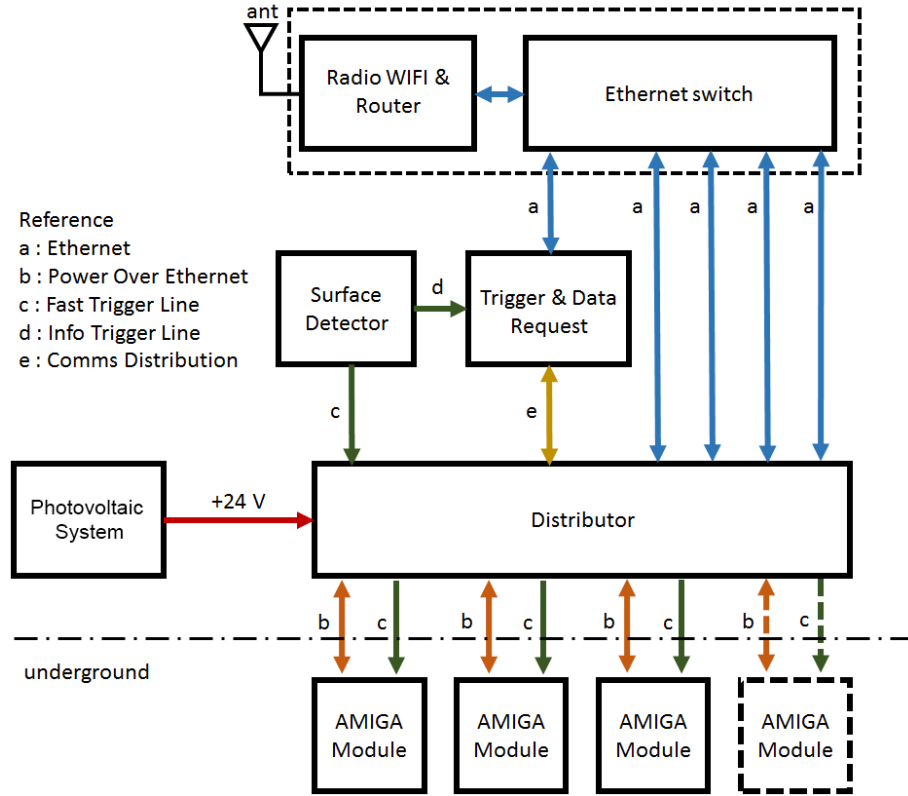 ant
Radio WIFI &
Router
Ethernet switch
a
a
a
a
a
Reference
a : Ethernet
b : Power Over Ethernet
c : Fast Trigger Line
d : Info Trigger Line
e : Comms Distribution
Surface
Detector
d
Trigger & Data
Request
c
e
Photovoltaic
System
+24 V
Distributor
b
c
b
c
b
c
b
c
underground
AMIGA
Module
AMIGA
Module
AMIGA
Module
AMIGA
Module